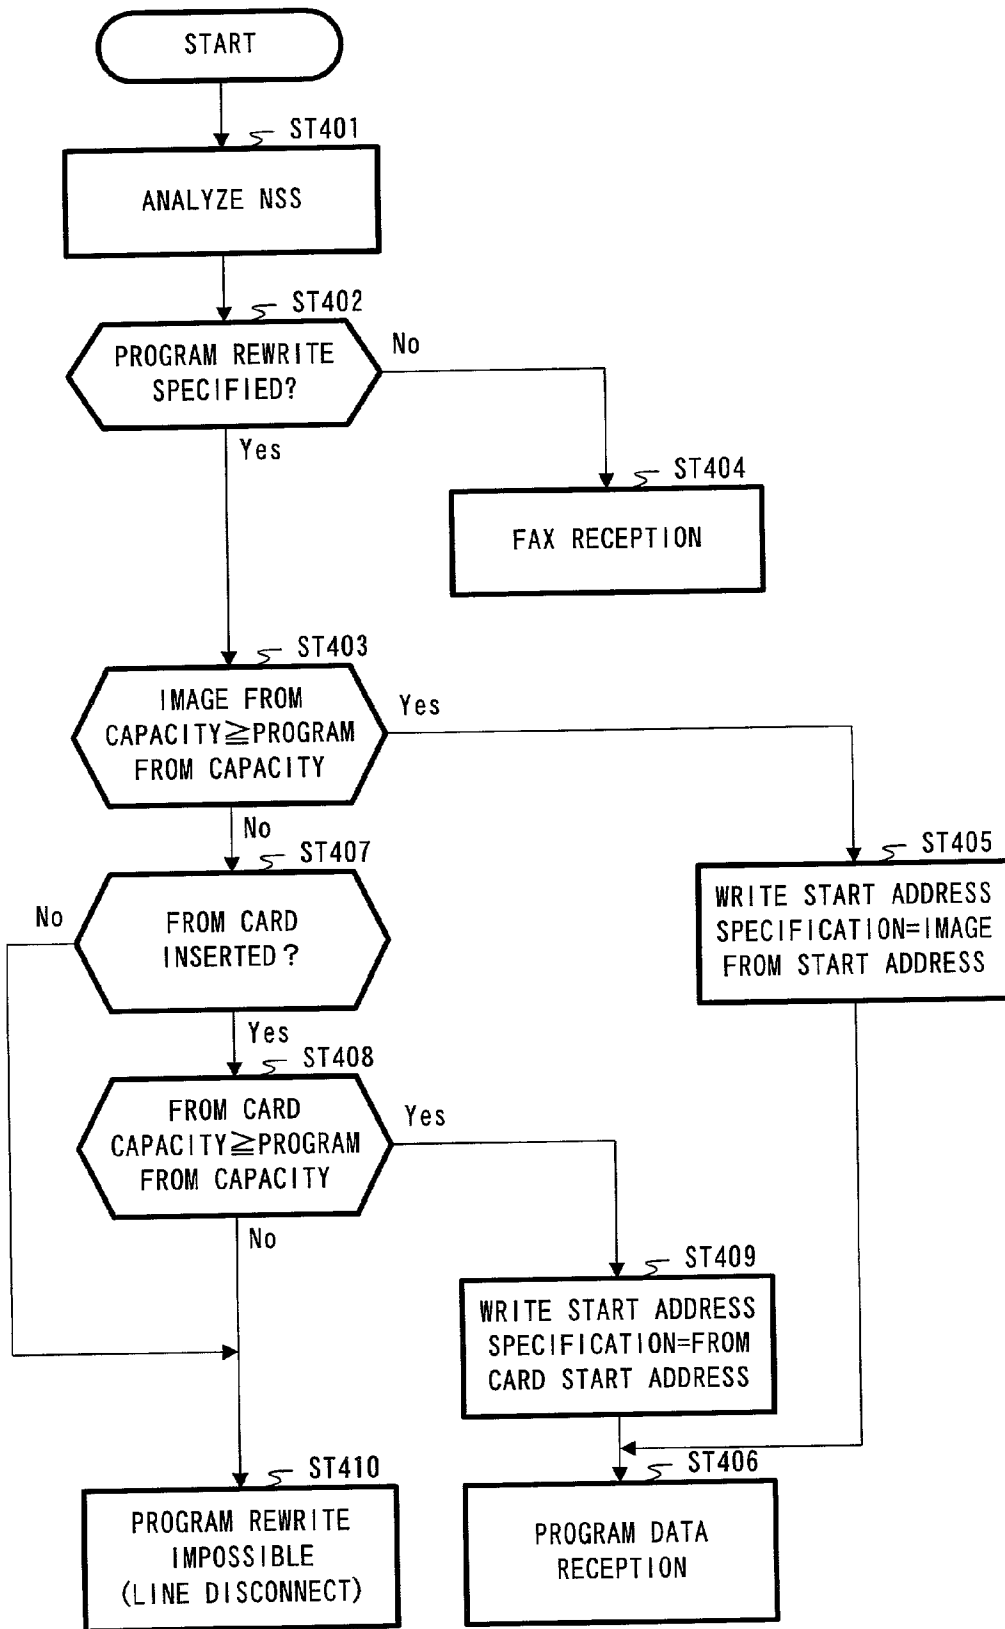 START
ST401
ANALYZE NSS
ST402
PROGRAM REWRITE
SPECIFIED?
No
Yes
ST404
FAX RECEPTION
ST403
IMAGE FROM
CAPACITY≧PROGRAM
FROM CAPACITY
Yes
No
ST407
FROM CARD
INSERTED?
No
Yes
ST405
WRITE START ADDRESS
SPECIFICATION=IMAGE
FROM START ADDRESS
ST408
FROM CARD
CAPACITY≧PROGRAM
FROM CAPACITY
Yes
No
ST409
WRITE START ADDRESS
SPECIFICATION=FROM
CARD START ADDRESS
ST410
PROGRAM REWRITE
IMPOSSIBLE
(LINE DISCONNECT)
ST406
PROGRAM DATA
RECEPTION